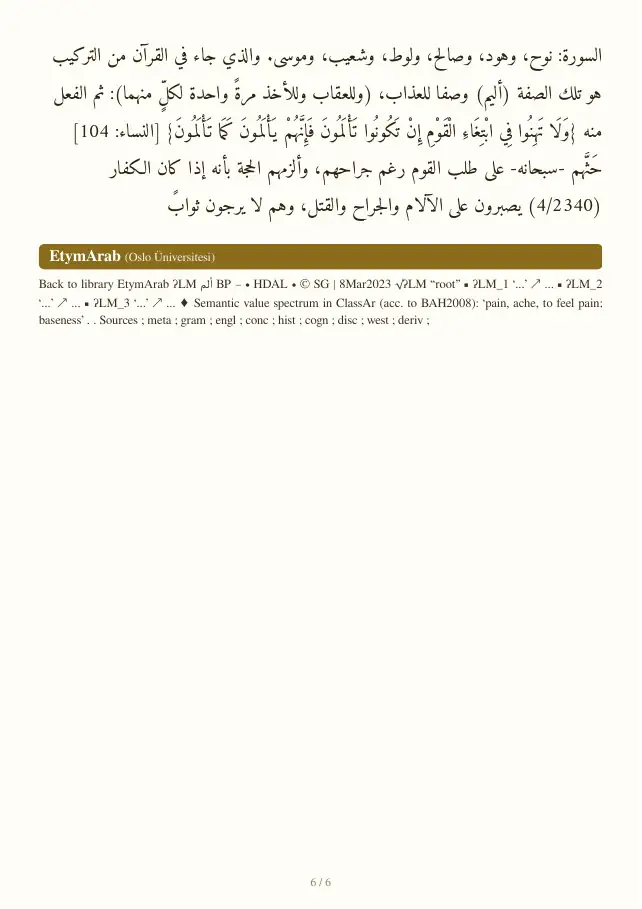 السورة: نوح، وهود، وصالح، ولوط، وشعيب، وموسى. والذي جاء في القرآن من التركيب
هو تلك الصفة (أليم) وصفا للعذاب، (وللعقاب وللأخذ مرةً واحدة لكلٍّ منهما): ثم الفعل
منه {وَلَا تَهِنُوا فِي ابْتِغَاءِ الْقَوْمِ إِنْ تَكُونُوا تَأْلَمُونَ فَإِنَّهُمْ يَأْلَمُونَ كَمَا تَأْلَمُونَ} [النساء: 104]
حَثَّهم -سبحانه- على طلب القوم رغم جراحهم، وألزمهم الحجة بأنه إذا كان الكفار
(4/2340) يصبرون على الآلام والجراح والقتل، وهم لا يرجون ثوابً
EtymArab (Oslo Üniversitesi)
Back to library EtymArab ʔLM ألم BP – • HDAL • © SG | 8Mar2023 √ʔLM “root” ▪ ʔLM_1 ‘...’ ↗ ... ▪ ʔLM_2
‘...’ ↗ ... ▪ ʔLM_3 ‘...’ ↗ ... ♦ Semantic value spectrum in ClassAr (acc. to BAH2008): ‘pain, ache, to feel pain;
baseness’ . . Sources ; meta ; gram ; engl ; conc ; hist ; cogn ; disc ; west ; deriv ;
6 / 6